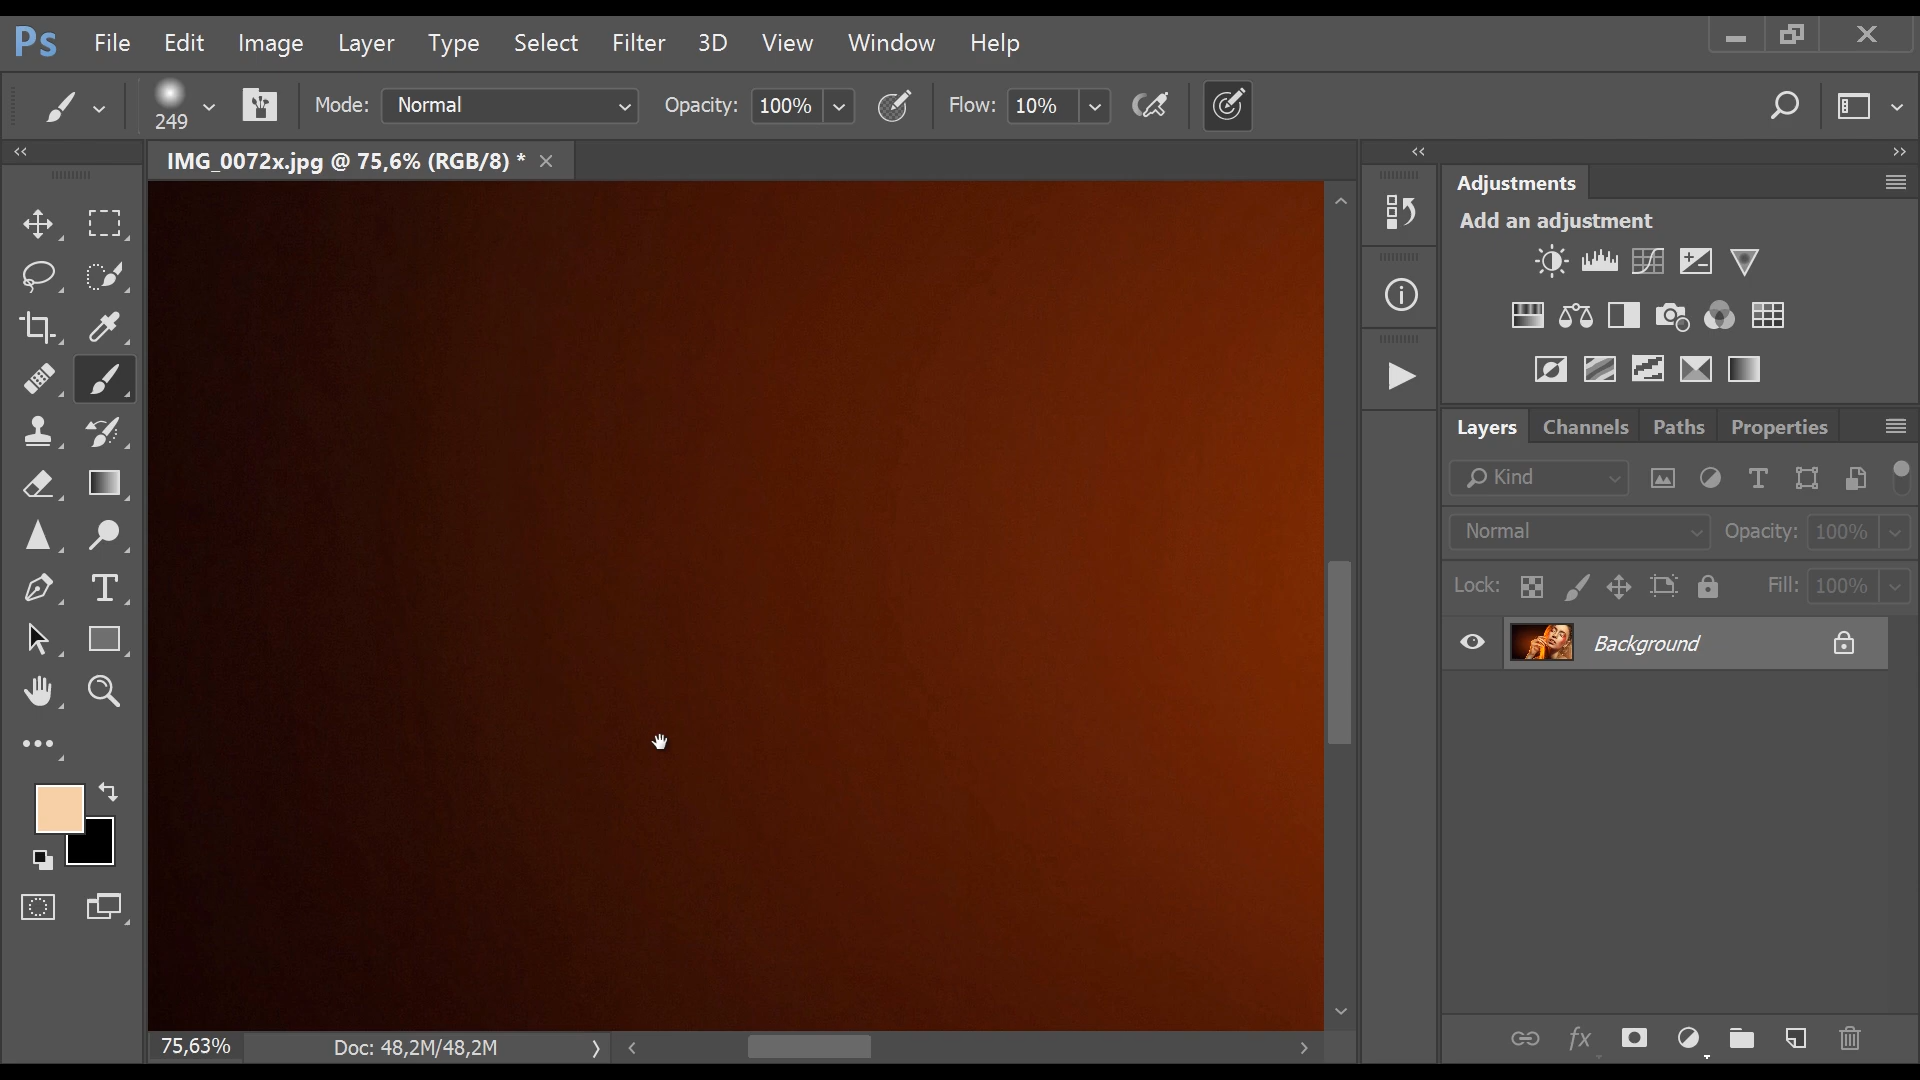 Ps File Edit Image Layer Type Select Filter 3D View Window Help
249 Mode: Normal Opacity: 100% Flow: 10%
IMG_0072x.jpg @ 75,6% (RGB/8) *
Adjustments
Add an adjustment
Layers Channels Paths Properties
Kind
Normal Opacity: 100%
Lock: Fill: 100%
Background
fx
75,63% Doc: 48,2M/48,2M